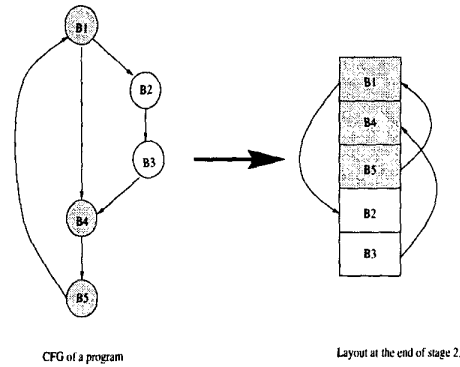 B1
B2
B3
B4
B5
B1
B4
B5
B2
B3
CFG of a program
Layout at the end of stage 2.